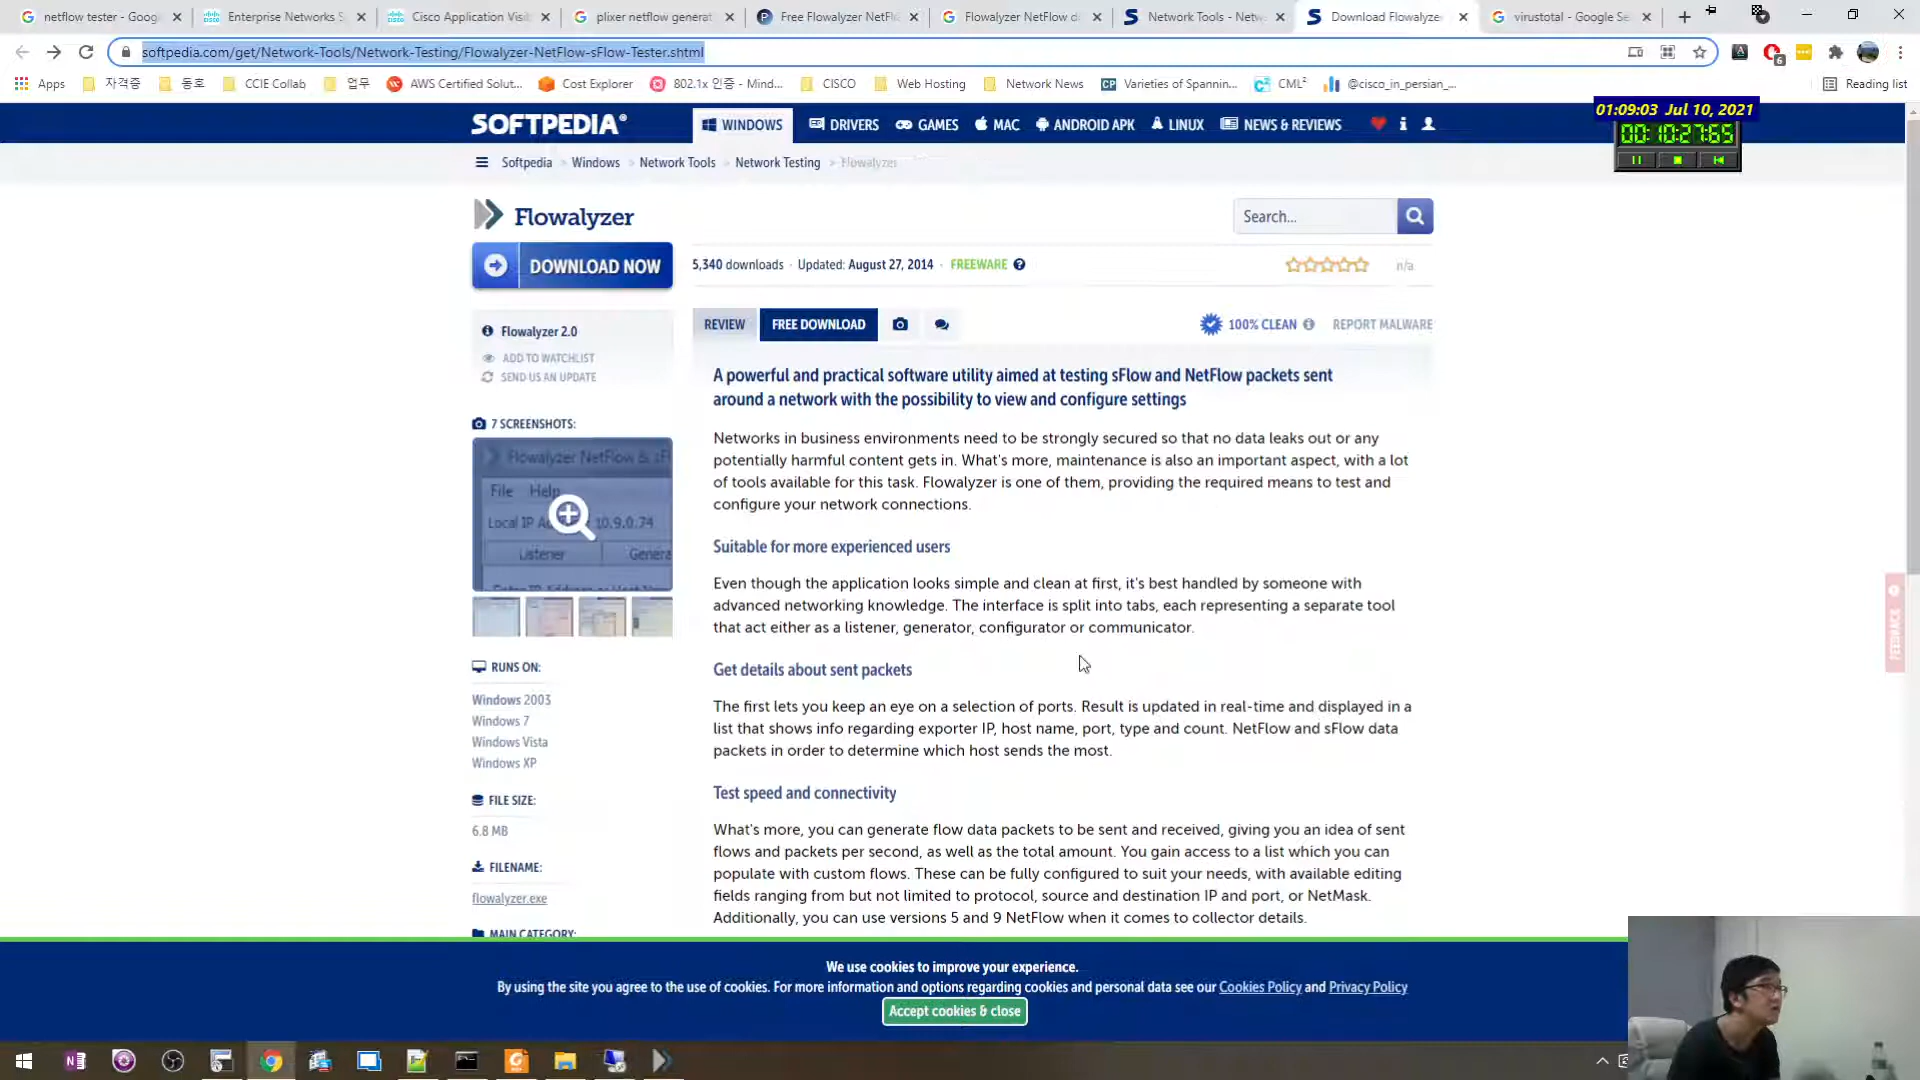 netflow tester - Googl
Enterprise Networks S
Cisco Application Visib
plixer netflow generat
Free Flowalyzer NetFl
Flowalyzer NetFlow d
Network Tools - Netw
Download Flowalyzer
virustotal - Google Se
softpedia.com/get/Network-Tools/Network-Testing/Flowalyzer-NetFlow-sFlow-Tester.shtml
6
Apps
자격증
동호
CCIE Collab
업무
AWS Certified Solut...
Cost Explorer
802.1x 인증 - Mind...
CISCO
Web Hosting
Network News
CP Varieties of Spannin...
CML²
@cisco_in_persian_...
Reading list
01:09:03 Jul 10, 2021
00:10:27:65
SOFTPEDIA®
WINDOWS
DRIVERS
GAMES
MAC
ANDROID APK
LINUX
NEWS & REVIEWS
Softpedia > Windows > Network Tools > Network Testing > Flowalyzer
Flowalyzer
Search...
DOWNLOAD NOW
5,340 downloads · Updated: August 27, 2014 · FREEWARE
n/a
Flowalyzer 2.0
ADD TO WATCHLIST
SEND US AN UPDATE
REVIEW
FREE DOWNLOAD
100% CLEAN
REPORT MALWARE
A powerful and practical software utility aimed at testing sFlow and NetFlow packets sent
around a network with the possibility to view and configure settings
7 SCREENSHOTS:
Flowalyzer NetFlow & sF
File Help
Local IP A 10.9.0.74
Listener Genera
Networks in business environments need to be strongly secured so that no data leaks out or any
potentially harmful content gets in. What's more, maintenance is also an important aspect, with a lot
of tools available for this task. Flowalyzer is one of them, providing the required means to test and
configure your network connections.
Suitable for more experienced users
Even though the application looks simple and clean at first, it's best handled by someone with
advanced networking knowledge. The interface is split into tabs, each representing a separate tool
that act either as a listener, generator, configurator or communicator.
FEEDBACK
RUNS ON:
Windows 2003
Windows 7
Windows Vista
Windows XP
Get details about sent packets
The first lets you keep an eye on a selection of ports. Result is updated in real-time and displayed in a
list that shows info regarding exporter IP, host name, port, type and count. NetFlow and sFlow data
packets in order to determine which host sends the most.
FILE SIZE:
6.8 MB
FILENAME:
flowalyzer.exe
MAIN CATEGORY:
Test speed and connectivity
What's more, you can generate flow data packets to be sent and received, giving you an idea of sent
flows and packets per second, as well as the total amount. You gain access to a list which you can
populate with custom flows. These can be fully configured to suit your needs, with available editing
fields ranging from but not limited to protocol, source and destination IP and port, or NetMask.
Additionally, you can use versions 5 and 9 NetFlow when it comes to collector details.
We use cookies to improve your experience.
By using the site you agree to the use of cookies. For more information and options regarding cookies and personal data see our Cookies Policy and Privacy Policy
Accept cookies & close